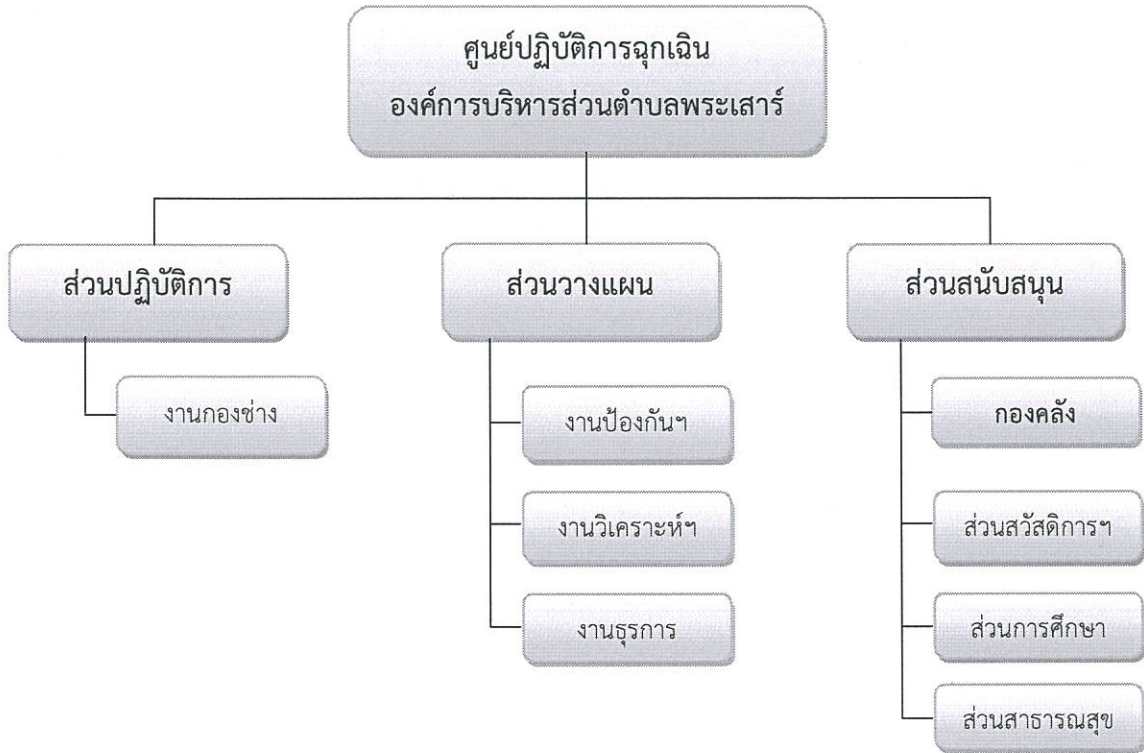 ศูนย์ปฏิบัติการฉุกเฉิน
องค์การบริหารส่วนตำบลพระเสาร์
ส่วนปฏิบัติการ
งานกองช่าง
ส่วนวางแผน
งานป้องกันฯ
งานวิเคราะห์ฯ
งานธุรการ
ส่วนสนับสนุน
กองคลัง
ส่วนสวัสดิการฯ
ส่วนการศึกษา
ส่วนสาธารณสุข